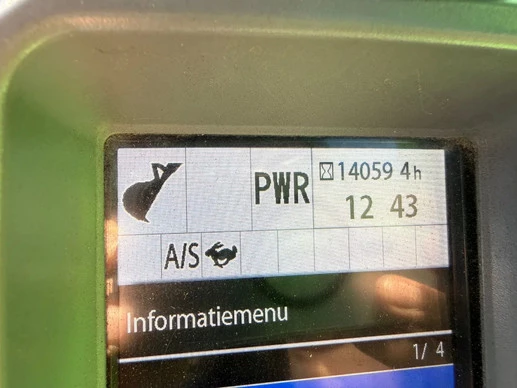 PWR
14059 4h
12 43
A/S
Informatiemenu
1/ 4